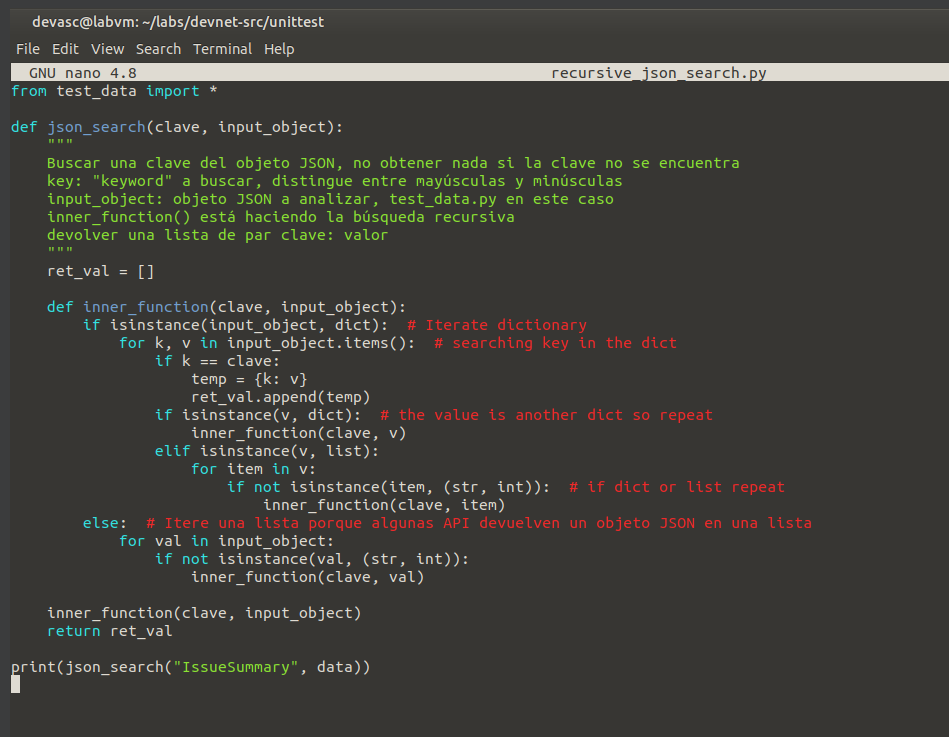 devasc@labvm: ~/labs/devnet-src/unittest
File Edit View Search Terminal Help
GNU nano 4.8 recursive_json_search.py
from test_data import *

def json_search(clave, input_object):
    """
    Buscar una clave del objeto JSON, no obtener nada si la clave no se encuentra
    key: "keyword" a buscar, distingue entre mayúsculas y minúsculas
    input_object: objeto JSON a analizar, test_data.py en este caso
    inner_function() está haciendo la búsqueda recursiva
    devolver una lista de par clave: valor
    """
    ret_val = []

    def inner_function(clave, input_object):
        if isinstance(input_object, dict):  # Iterate dictionary
            for k, v in input_object.items():  # searching key in the dict
                if k == clave:
                    temp = {k: v}
                    ret_val.append(temp)
                if isinstance(v, dict):  # the value is another dict so repeat
                    inner_function(clave, v)
                elif isinstance(v, list):
                    for item in v:
                        if not isinstance(item, (str, int)):  # if dict or list repeat
                            inner_function(clave, item)
        else:  # Itere una lista porque algunas API devuelven un objeto JSON en una lista
            for val in input_object:
                if not isinstance(val, (str, int)):
                    inner_function(clave, val)

    inner_function(clave, input_object)
    return ret_val

print(json_search("IssueSummary", data))